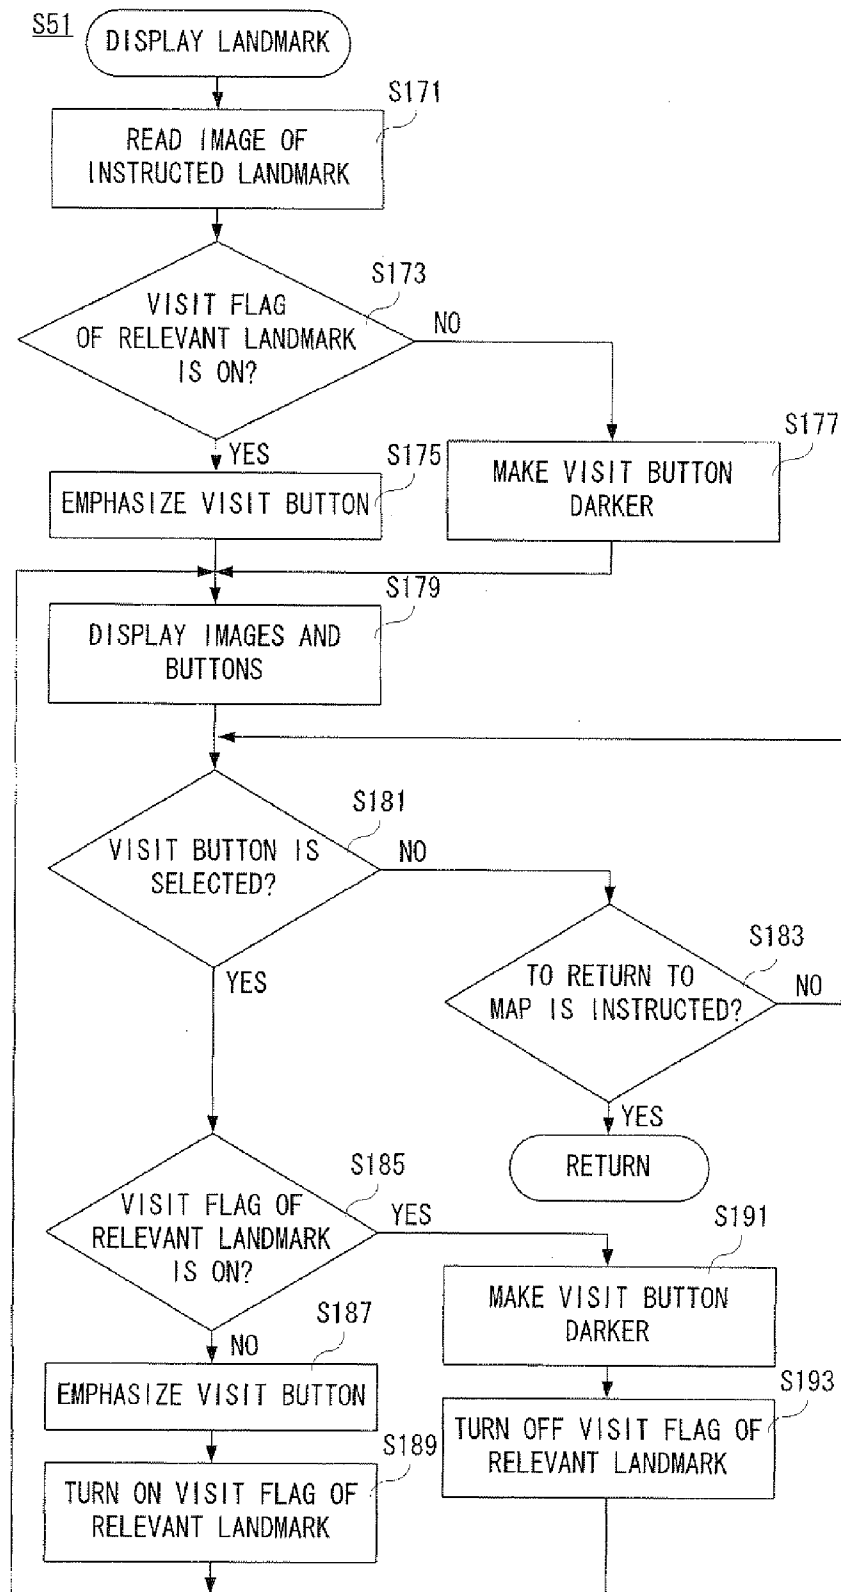 S51
DISPLAY LANDMARK
S171
READ IMAGE OF
INSTRUCTED LANDMARK
S173
VISIT FLAG
OF RELEVANT LANDMARK
IS ON?
NO
YES
S175
EMPHASIZE VISIT BUTTON
S177
MAKE VISIT BUTTON
DARKER
S179
DISPLAY IMAGES AND
BUTTONS
S181
VISIT BUTTON IS
SELECTED?
NO
YES
S183
TO RETURN TO
MAP IS INSTRUCTED?
NO
YES
RETURN
S185
VISIT FLAG OF
RELEVANT LANDMARK
IS ON?
YES
NO
S191
MAKE VISIT BUTTON
DARKER
S187
EMPHASIZE VISIT BUTTON
S193
TURN OFF VISIT FLAG OF
RELEVANT LANDMARK
S189
TURN ON VISIT FLAG OF
RELEVANT LANDMARK